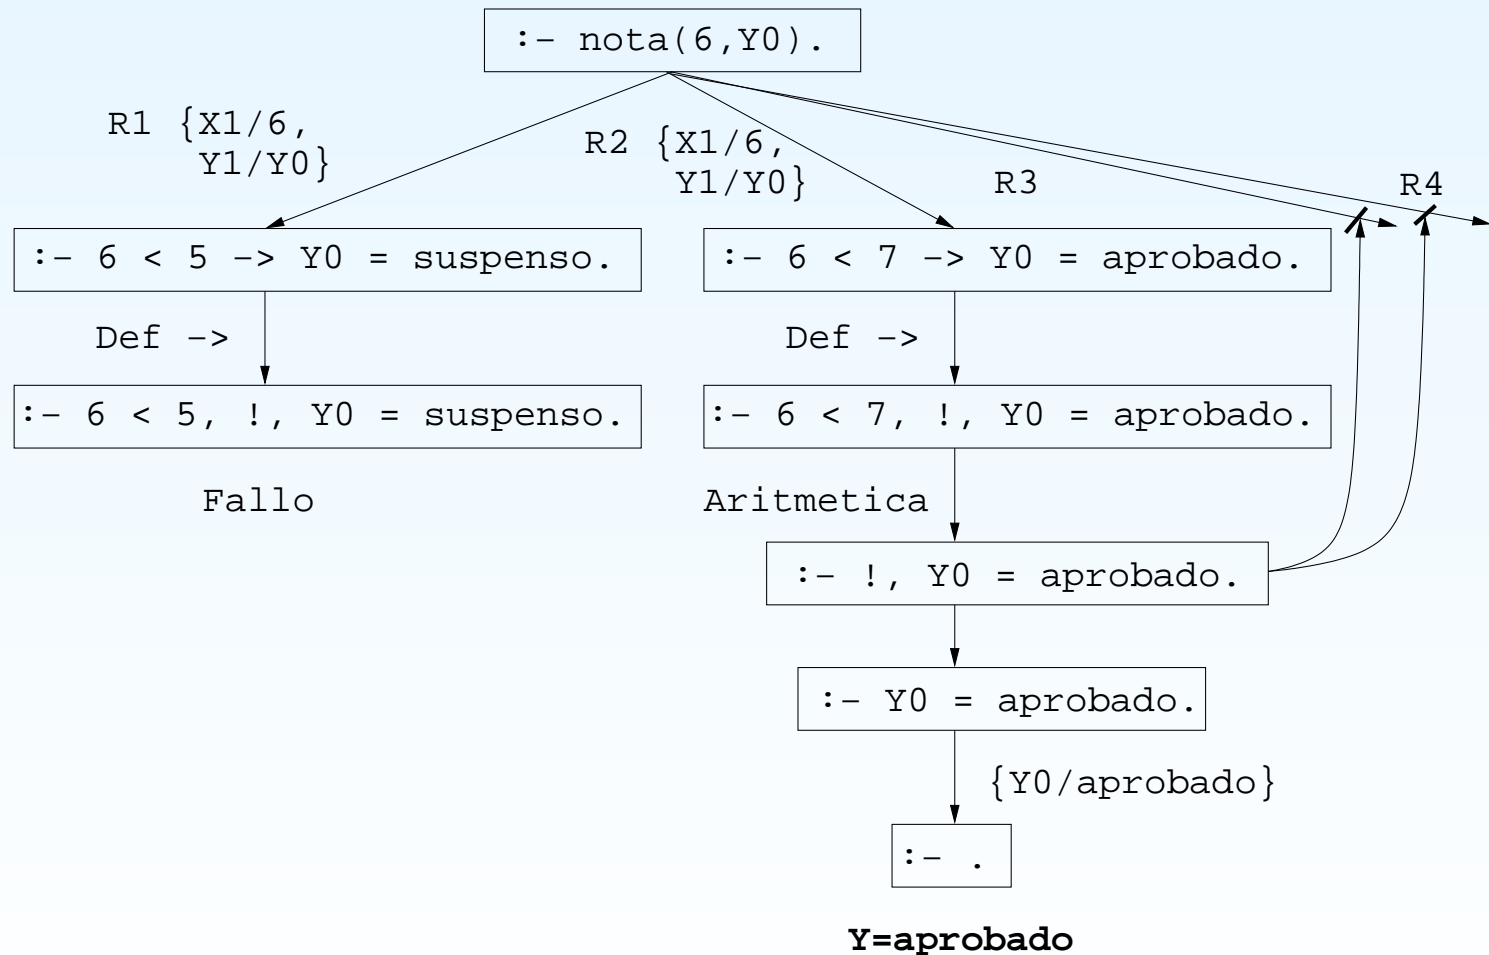 :- nota(6,Y0).
R1 {X1/6,
Y1/Y0}
R2 {X1/6,
Y1/Y0}
R3
R4
:- 6 < 5 -> Y0 = suspenso.
:- 6 < 7 -> Y0 = aprobado.
Def ->
Def ->
:- 6 < 5, !, Y0 = suspenso.
:- 6 < 7, !, Y0 = aprobado.
Fallo
Aritmetica
:- !, Y0 = aprobado.
:- Y0 = aprobado.
{Y0/aprobado}
:- .
Y=aprobado